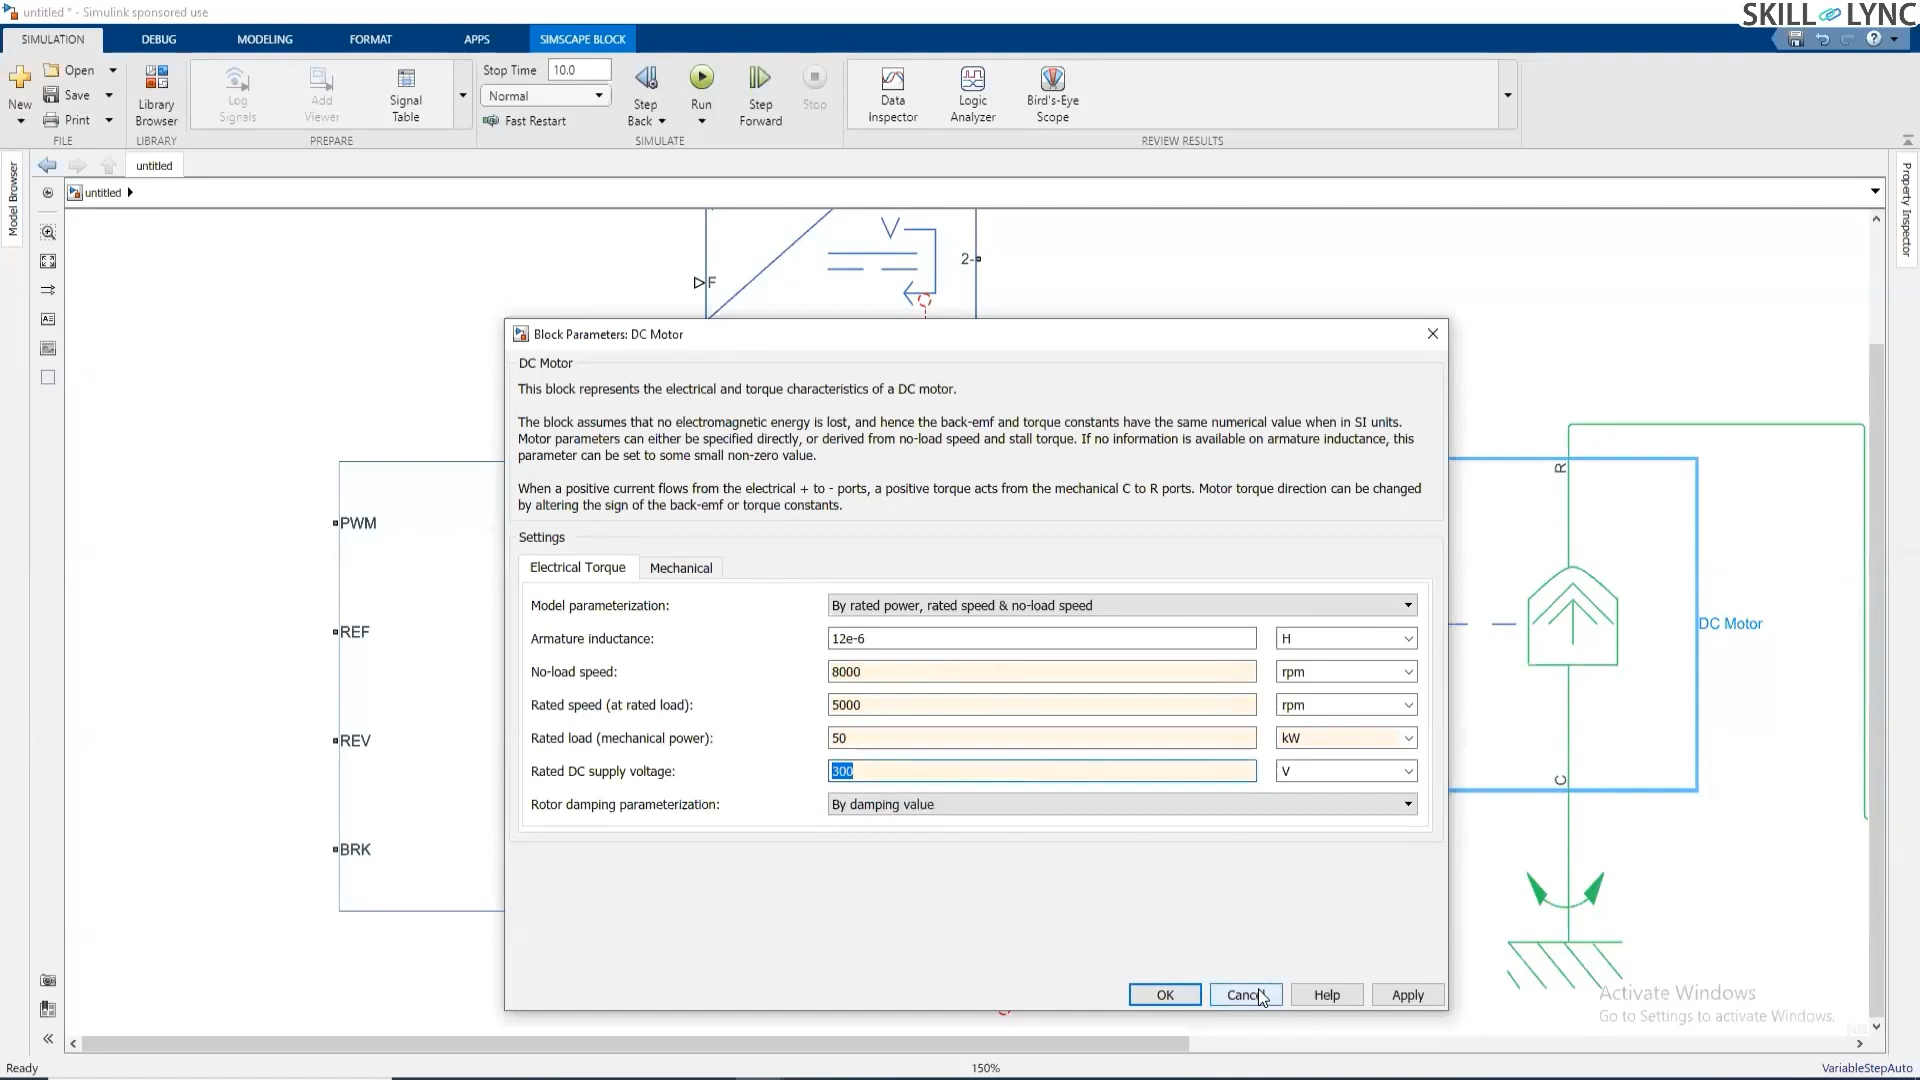 untitled * - Simulink sponsored use
SKILL LYNC
SIMULATION DEBUG MODELING FORMAT APPS SIMSCAPE BLOCK
New
Open
Save
Print
FILE
Library
Browser
LIBRARY
Log
Signals
Add
Viewer
Signal
Table
PREPARE
Stop Time 10.0
Normal
Fast Restart
Step
Back
Run
Step
Forward
Stop
SIMULATE
Data
Inspector
Logic
Analyzer
Bird's-Eye
Scope
REVIEW RESULTS
Model Browser
untitled
untitled
Property Inspector
V
F
2-
PWM
REF
REV
BRK
Block Parameters: DC Motor
DC Motor
This block represents the electrical and torque characteristics of a DC motor.
The block assumes that no electromagnetic energy is lost, and hence the back-emf and torque constants have the same numerical value when in SI units.
Motor parameters can either be specified directly, or derived from no-load speed and stall torque. If no information is available on armature inductance, this
parameter can be set to some small non-zero value.
When a positive current flows from the electrical + to - ports, a positive torque acts from the mechanical C to R ports. Motor torque direction can be changed
by altering the sign of the back-emf or torque constants.
Settings
Electrical Torque Mechanical
Model parameterization: By rated power, rated speed & no-load speed
Armature inductance: 12e-6 H
No-load speed: 8000 rpm
Rated speed (at rated load): 5000 rpm
Rated load (mechanical power): 50 kW
Rated DC supply voltage: 300 V
Rotor damping parameterization: By damping value
OK Cancel Help Apply
R
DC Motor
C
Activate Windows
Go to Settings to activate Windows.
Ready 150% VariableStepAuto